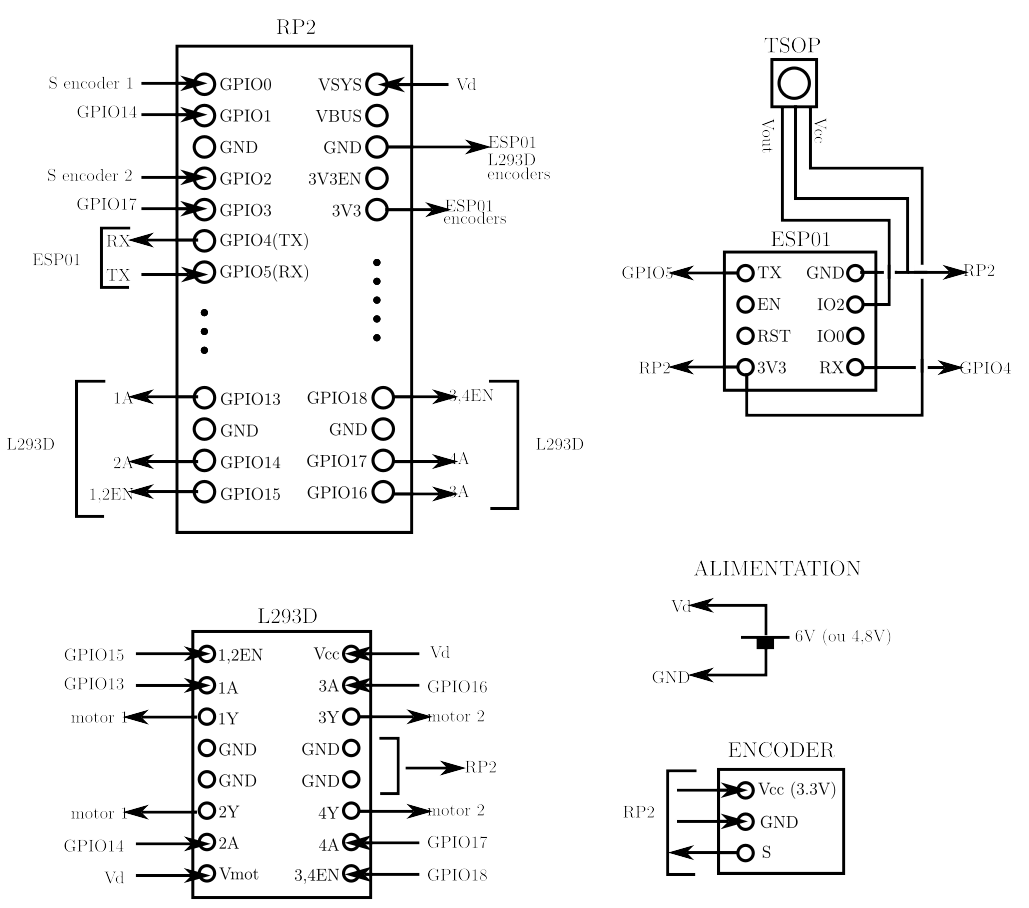 RP2
S encoder 1
GPIO0
VSYS
Vd
GPIO14
GPIO1
VBUS
GND
GND
ESP01
L293D
encoders
S encoder 2
GPIO2
3V3EN
GPIO17
GPIO3
3V3
ESP01
encoders
ESP01
RX
GPIO4(TX)
TX
GPIO5(RX)
L293D
1A
GPIO13
GPIO18
3,4EN
GND
GND
L293D
2A
GPIO14
GPIO17
4A
1,2EN
GPIO15
GPIO16
3A
TSOP
Vout
Vcc
ESP01
GPIO5
TX
GND
RP2
EN
IO2
RST
IO0
RP2
3V3
RX
GPIO4
L293D
GPIO15
1,2EN
Vcc
Vd
GPIO13
1A
3A
GPIO16
motor 1
1Y
3Y
motor 2
GND
GND
RP2
GND
GND
motor 1
2Y
4Y
motor 2
GPIO14
2A
4A
GPIO17
Vd
Vmot
3,4EN
GPIO18
ALIMENTATION
Vd
6V (ou 4.8V)
GND
ENCODER
RP2
Vcc (3.3V)
GND
S